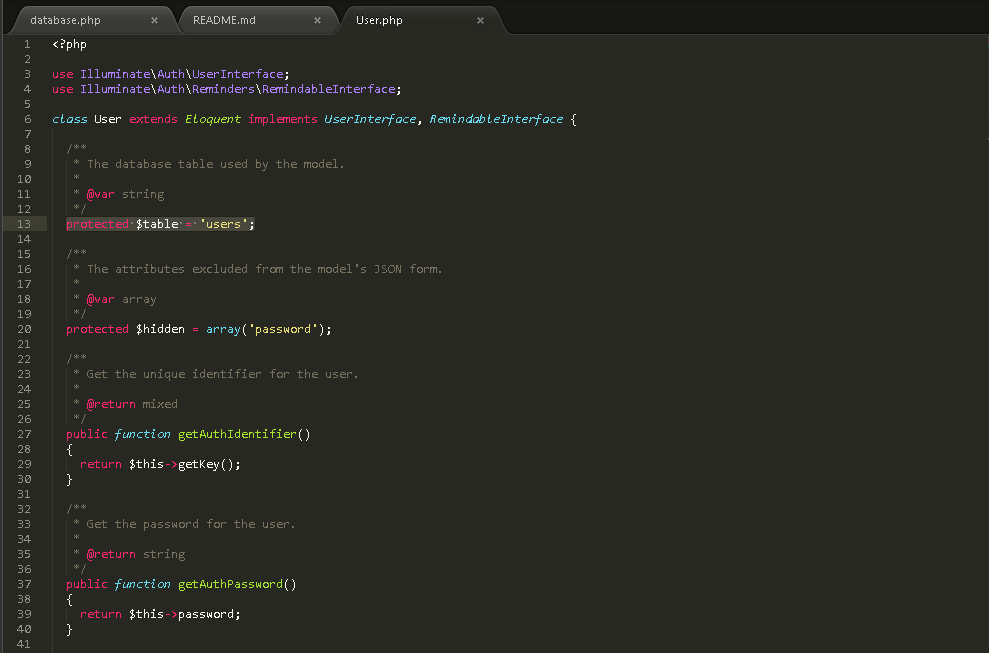 database.php × README.md × User.php ×
1 <?php
2
3 use Illuminate\Auth\UserInterface;
4 use Illuminate\Auth\Reminders\RemindableInterface;
5
6 class User extends Eloquent implements UserInterface, RemindableInterface {
7
8 /**
9 * The database table used by the model.
10 *
11 * @var string
12 */
13 protected $table = 'users';
14
15 /**
16 * The attributes excluded from the model's JSON form.
17 *
18 * @var array
19 */
20 protected $hidden = array('password');
21
22 /**
23 * Get the unique identifier for the user.
24 *
25 * @return mixed
26 */
27 public function getAuthIdentifier()
28 {
29 return $this->getKey();
30 }
31
32 /**
33 * Get the password for the user.
34 *
35 * @return string
36 */
37 public function getAuthPassword()
38 {
39 return $this->password;
40 }
41